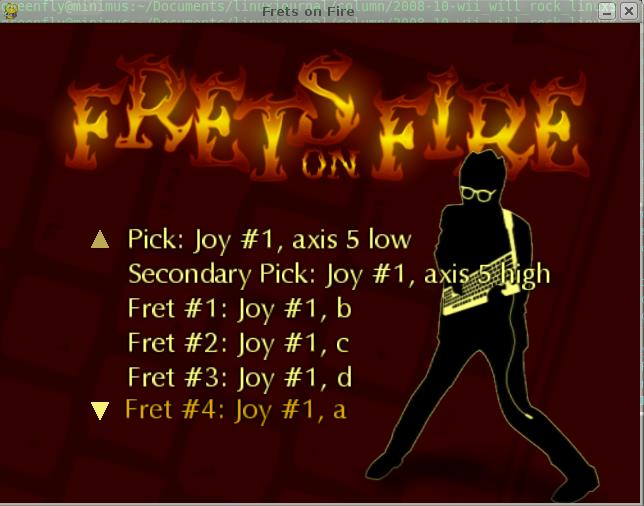 Frets on Fire
FRETS
ON
FIRE
Pick: Joy #1, axis 5 low
Secondary Pick: Joy #1, axis 5 high
Fret #1: Joy #1, b
Fret #2: Joy #1, c
Fret #3: Joy #1, d
Fret #4: Joy #1, a